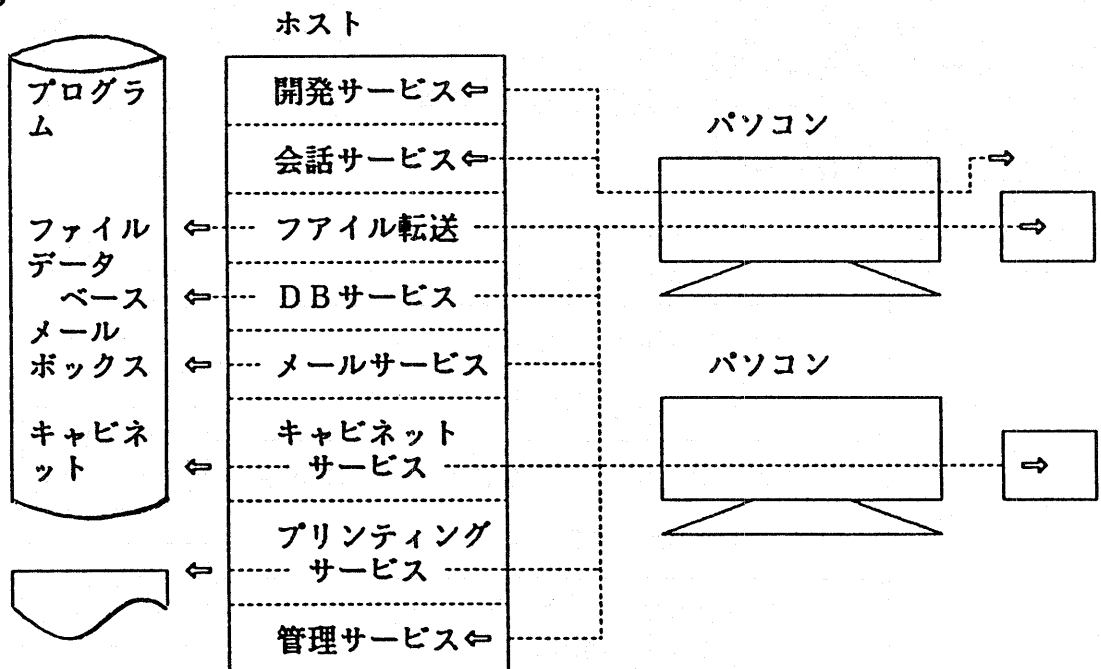 ホスト
プログラ
ム
ファイル
データ
ベース
メール
ボックス
キャビネ
ット
開発サービス⇦
会話サービス⇦
フアイル転送
DBサービス
メールサービス
キャビネット
サービス
プリンティング
サービス
管理サービス⇦
パソコン
パソコン